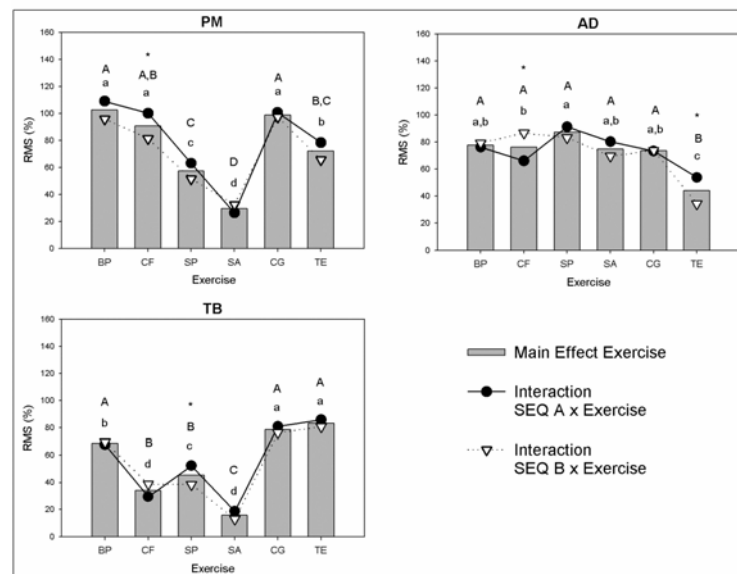 PM
160
140
120
100
80
60
40
20
0
RMS (%)
A
a
*
A,B
a
C
c
D
d
A
a
B,C
b
BP CF SP SA CG TE
Exercise
AD
160
140
120
100
80
60
40
20
0
RMS (%)
A
a,b
*
A
b
A
a
A
a,b
A
a,b
*
B
c
BP CF SP SA CG TE
Exercise
TB
160
140
120
100
80
60
40
20
0
RMS (%)
A
b
B
d
*
B
c
C
d
A
a
A
a
BP CF SP SA CG TE
Exercise
Main Effect Exercise
Interaction
SEQ A x Exercise
Interaction
SEQ B x Exercise